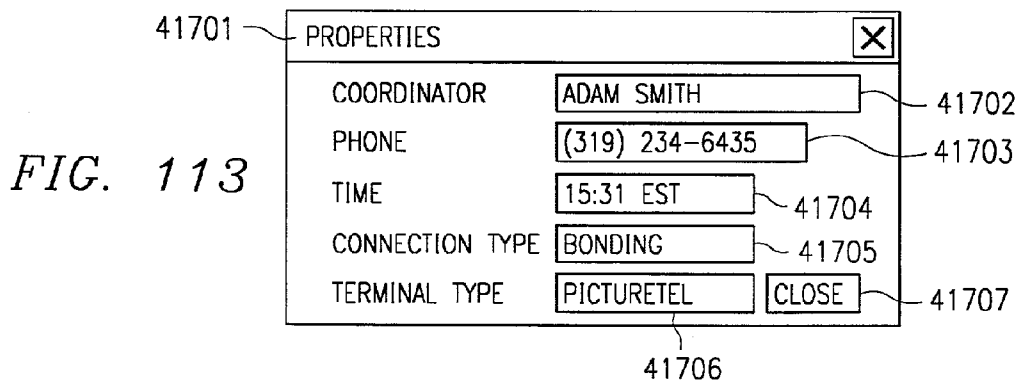 41701 PROPERTIES X
COORDINATOR ADAM SMITH 41702
PHONE (319) 234-6435 41703
FIG. 113
TIME 15:31 EST 41704
CONNECTION TYPE BONDING 41705
TERMINAL TYPE PICTURETEL CLOSE 41707
41706